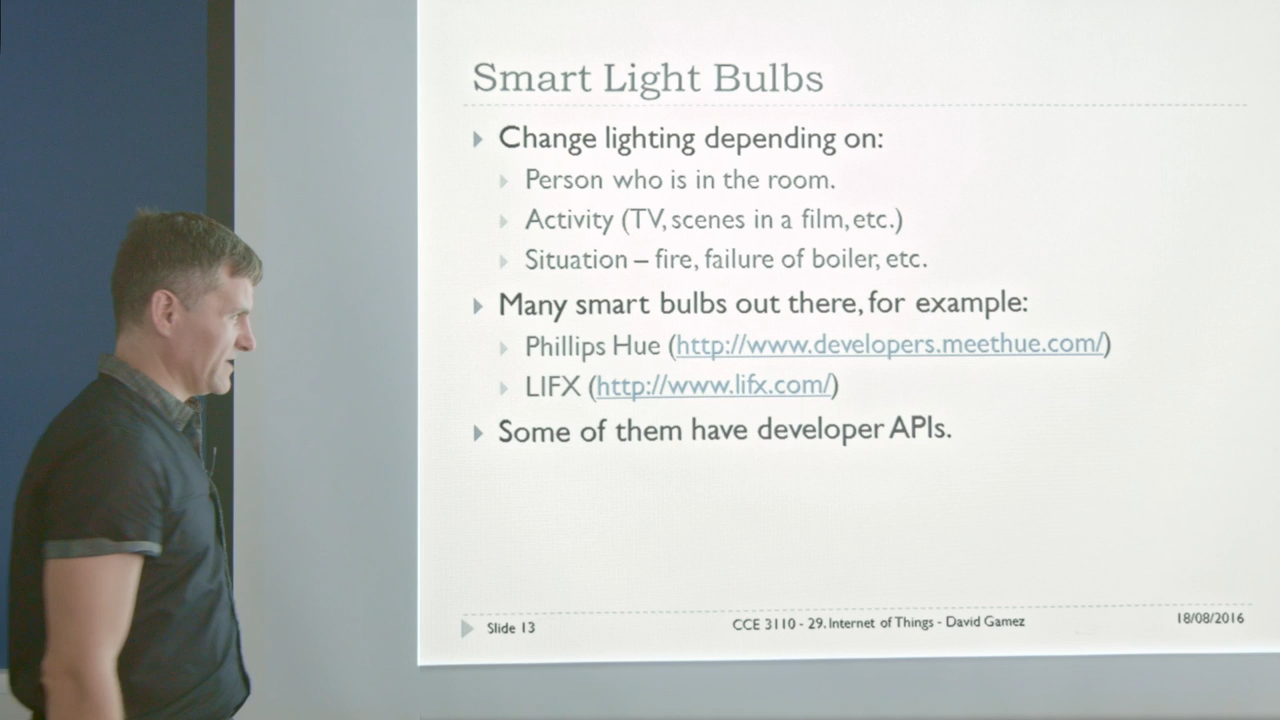 Smart Light Bulbs
Change lighting depending on:
Person who is in the room.
Activity (TV, scenes in a film, etc.)
Situation – fire, failure of boiler, etc.
Many smart bulbs out there, for example:
Phillips Hue (http://www.developers.meethue.com/)
LIFX (http://www.lifx.com/)
Some of them have developer APIs.
Slide 13
CCE 3110 - 29. Internet of Things - David Gamez
18/08/2016